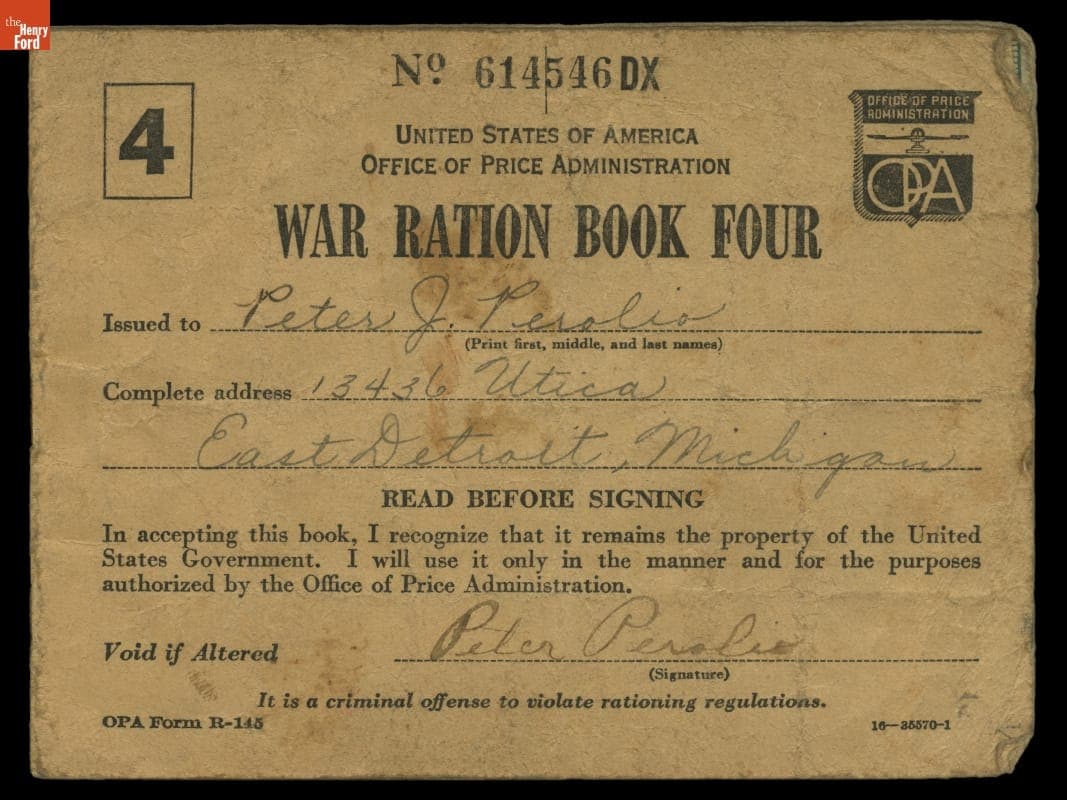 the
Henry
Ford
No 614546 DX
4
OFFICE OF PRICE
ADMINISTRATION
OPA
UNITED STATES OF AMERICA
OFFICE OF PRICE ADMINISTRATION
WAR RATION BOOK FOUR
Issued to Peter J. Perolio
(Print first, middle, and last names)
Complete address 13436 Utica
East Detroit, Michigan
READ BEFORE SIGNING
In accepting this book, I recognize that it remains the property of the United
States Government. I will use it only in the manner and for the purposes
authorized by the Office of Price Administration.
Void if Altered Peter Perolio
(Signature)
It is a criminal offense to violate rationing regulations.
OPA Form R-145 16—35570-1